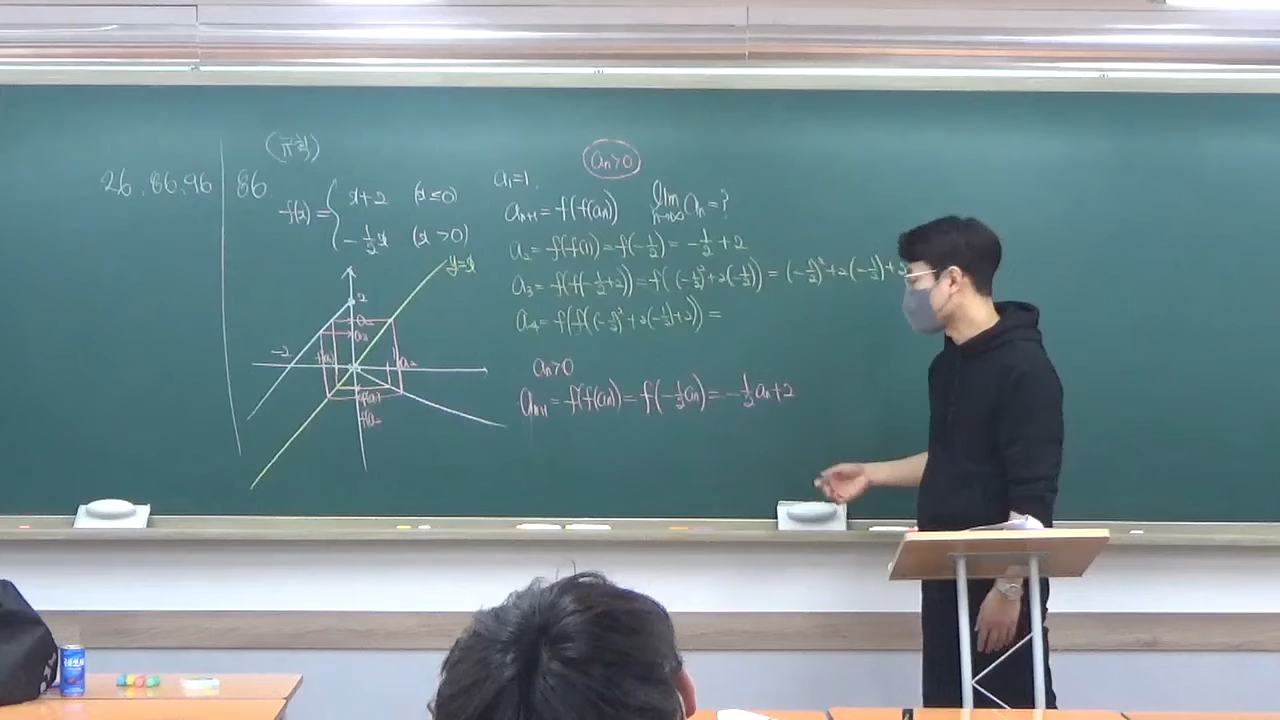 26, 86, 96
86
f(x) = { x+2 (x≤0)
-1/2x (x>0)
y=x
2
-2
a₁=1.
aₙ>0
aₙ₊₁ = f(f(aₙ)) lim n→∞ aₙ = ?
a₂ = f(f(1)) = f(-1/2) = -1/2 + 2
a₃ = f(f(-1/2+2)) = f((-1/2)²+2(-1/2)) = (-1/2)²+2(-1/2)+2
a₄ = f(f((-1/2)²+2(-1/2)+2)) =
aₙ>0
aₙ₊₁ = f(f(aₙ)) = f(-1/2aₙ) = -1/2aₙ+2